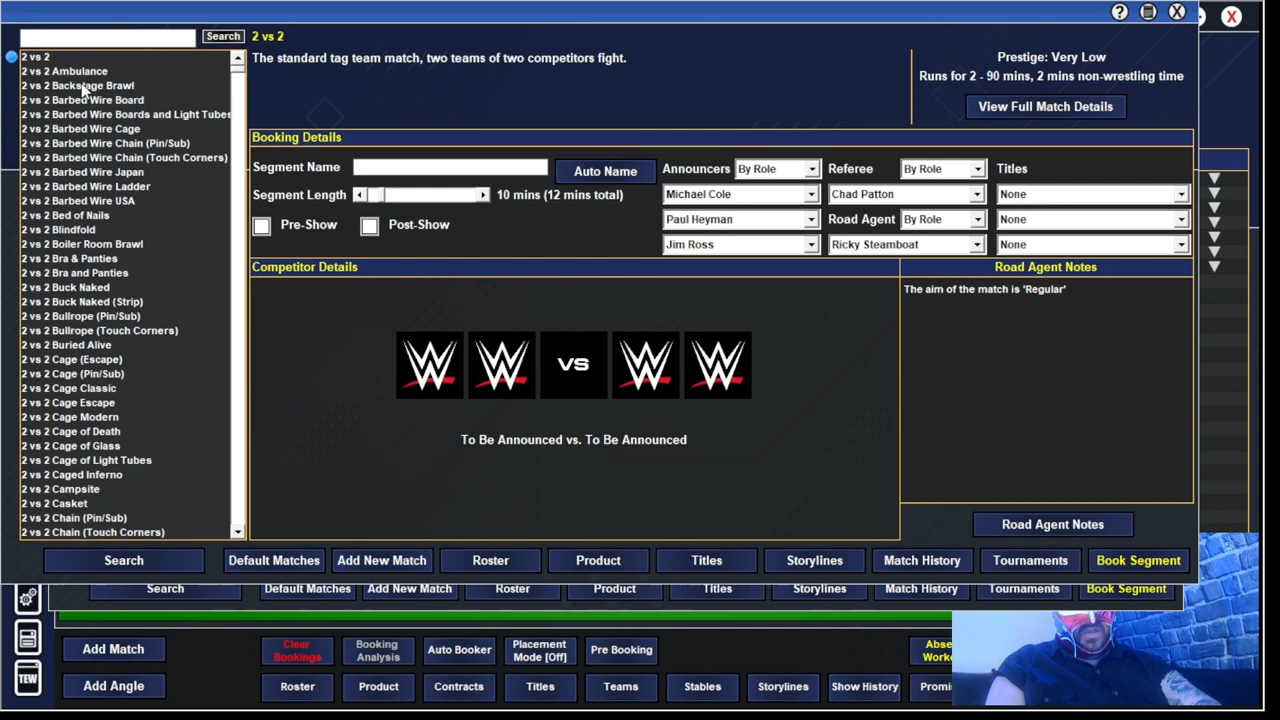 ?
X
X
Search
2 vs 2
2 vs 2
2 vs 2 Ambulance
2 vs 2 Backstage Brawl
2 vs 2 Barbed Wire Board
2 vs 2 Barbed Wire Boards and Light Tubes
2 vs 2 Barbed Wire Cage
2 vs 2 Barbed Wire Chain (Pin/Sub)
2 vs 2 Barbed Wire Chain (Touch Corners)
2 vs 2 Barbed Wire Japan
2 vs 2 Barbed Wire Ladder
2 vs 2 Barbed Wire USA
2 vs 2 Bed of Nails
2 vs 2 Blindfold
2 vs 2 Boiler Room Brawl
2 vs 2 Bra & Panties
2 vs 2 Bra and Panties
2 vs 2 Buck Naked
2 vs 2 Buck Naked (Strip)
2 vs 2 Bullrope (Pin/Sub)
2 vs 2 Bullrope (Touch Corners)
2 vs 2 Buried Alive
2 vs 2 Cage (Escape)
2 vs 2 Cage (Pin/Sub)
2 vs 2 Cage Classic
2 vs 2 Cage Escape
2 vs 2 Cage Modern
2 vs 2 Cage of Death
2 vs 2 Cage of Glass
2 vs 2 Cage of Light Tubes
2 vs 2 Caged Inferno
2 vs 2 Campsite
2 vs 2 Casket
2 vs 2 Chain (Pin/Sub)
2 vs 2 Chain (Touch Corners)
The standard tag team match, two teams of two competitors fight.
Prestige: Very Low
Runs for 2 - 90 mins, 2 mins non-wrestling time
View Full Match Details
Booking Details
Segment Name
Auto Name
Segment Length
10 mins (12 mins total)
Pre-Show
Post-Show
Announcers
By Role
Michael Cole
Paul Heyman
Jim Ross
Referee
By Role
Chad Patton
Road Agent
By Role
Ricky Steamboat
Titles
None
None
None
Competitor Details
W W VS W W
To Be Announced vs. To Be Announced
Road Agent Notes
The aim of the match is 'Regular'
Road Agent Notes
Search Default Matches Add New Match Roster Product Titles Storylines Match History Tournaments Book Segment
Search Default Matches Add New Match Roster Product Titles Storylines Match History Tournaments Book Segment
Add Match
Clear Bookings
Booking Analysis
Auto Booker
Placement Mode [Off]
Pre Booking
Abse
Work
TEW
Add Angle Roster Product Contracts Titles Teams Stables Storylines Show History Promi